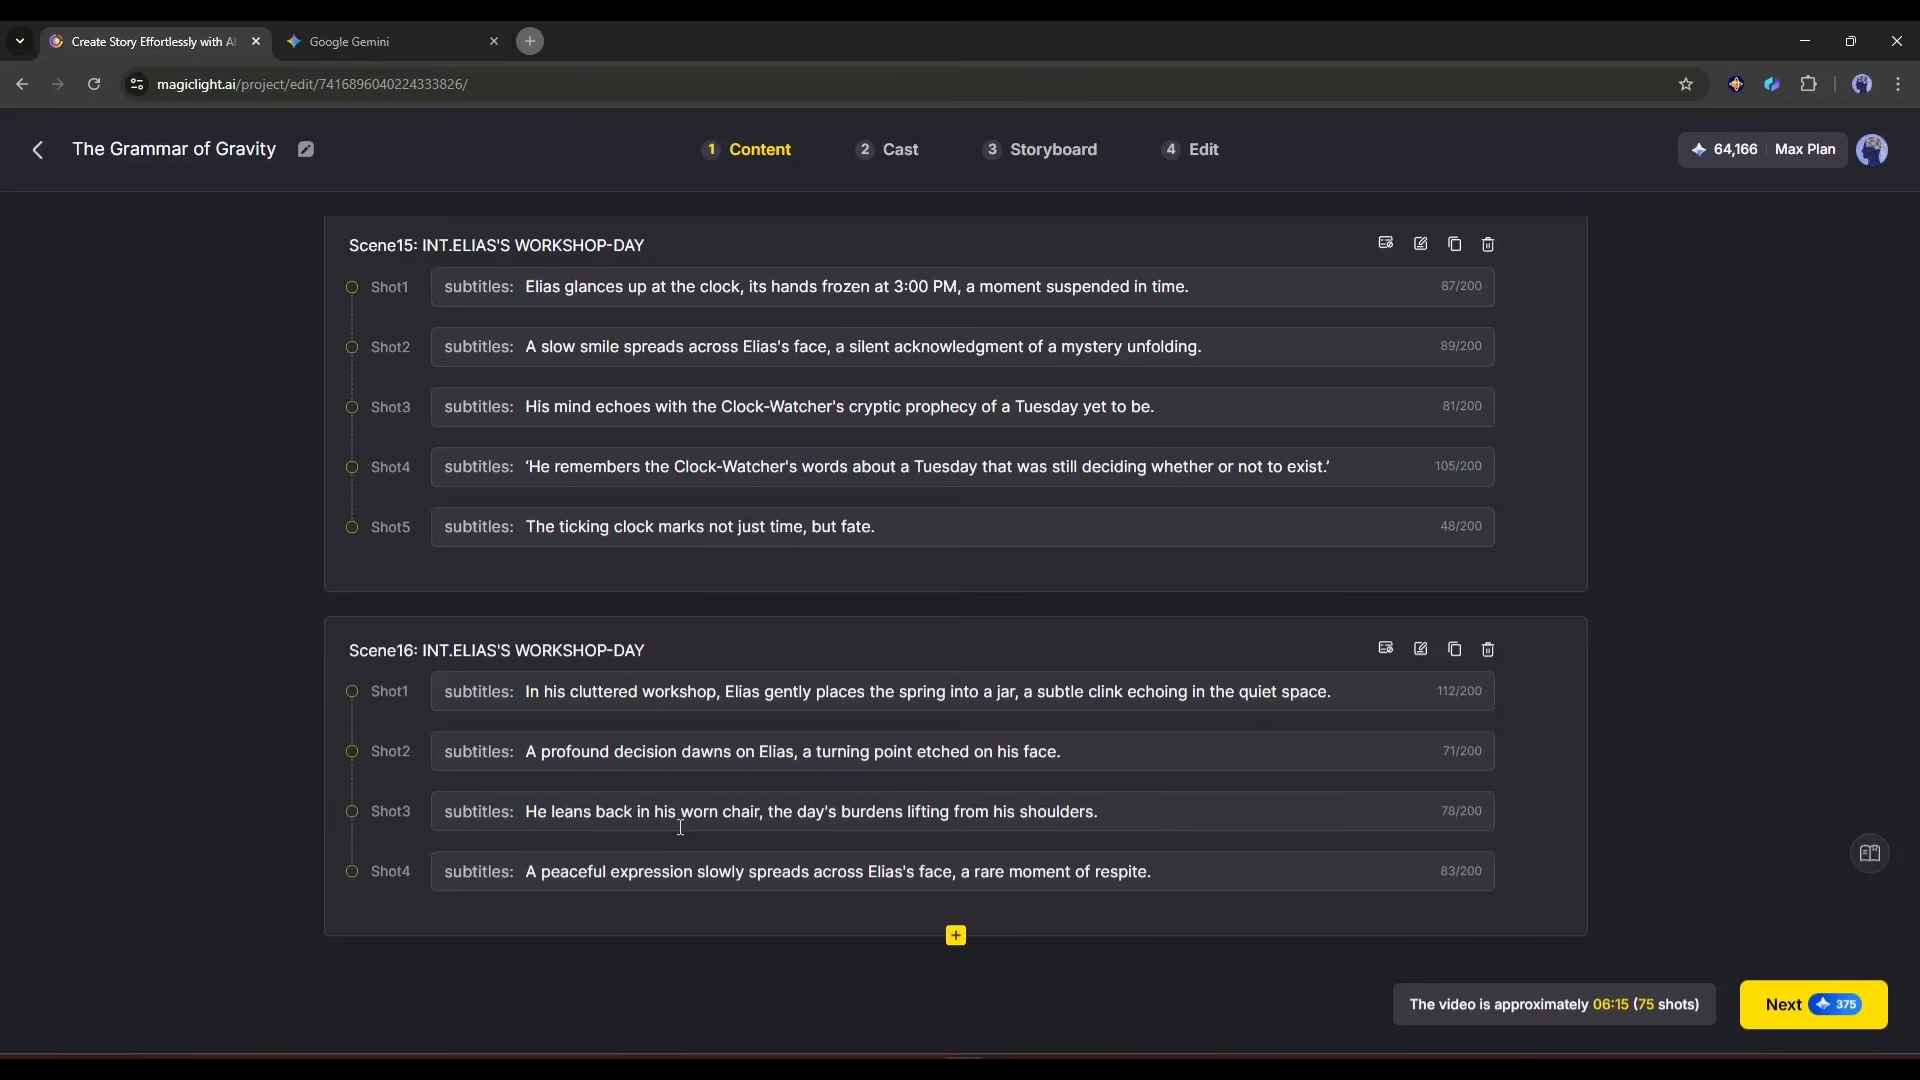 Create Story Effortlessly with AI
Google Gemini
magiclight.ai/project/edit/7416896040224333826/
The Grammar of Gravity
1 Content
2 Cast
3 Storyboard
4 Edit
64,166 Max Plan
Scene15: INT.ELIAS'S WORKSHOP-DAY
Shot1 subtitles: Elias glances up at the clock, its hands frozen at 3:00 PM, a moment suspended in time. 87/200
Shot2 subtitles: A slow smile spreads across Elias's face, a silent acknowledgment of a mystery unfolding. 89/200
Shot3 subtitles: His mind echoes with the Clock-Watcher's cryptic prophecy of a Tuesday yet to be. 81/200
Shot4 subtitles: ‘He remembers the Clock-Watcher's words about a Tuesday that was still deciding whether or not to exist.’ 105/200
Shot5 subtitles: The ticking clock marks not just time, but fate. 48/200
Scene16: INT.ELIAS'S WORKSHOP-DAY
Shot1 subtitles: In his cluttered workshop, Elias gently places the spring into a jar, a subtle clink echoing in the quiet space. 112/200
Shot2 subtitles: A profound decision dawns on Elias, a turning point etched on his face. 71/200
Shot3 subtitles: He leans back in his worn chair, the day's burdens lifting from his shoulders. 78/200
Shot4 subtitles: A peaceful expression slowly spreads across Elias's face, a rare moment of respite. 83/200
The video is approximately 06:15 (75 shots)
Next 375